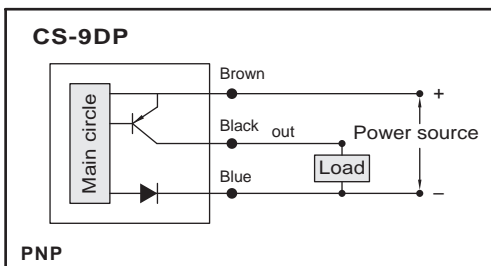 CS-9DP
Brown
+
Main circle
Black
out
Power source
Load
Blue
–
PNP